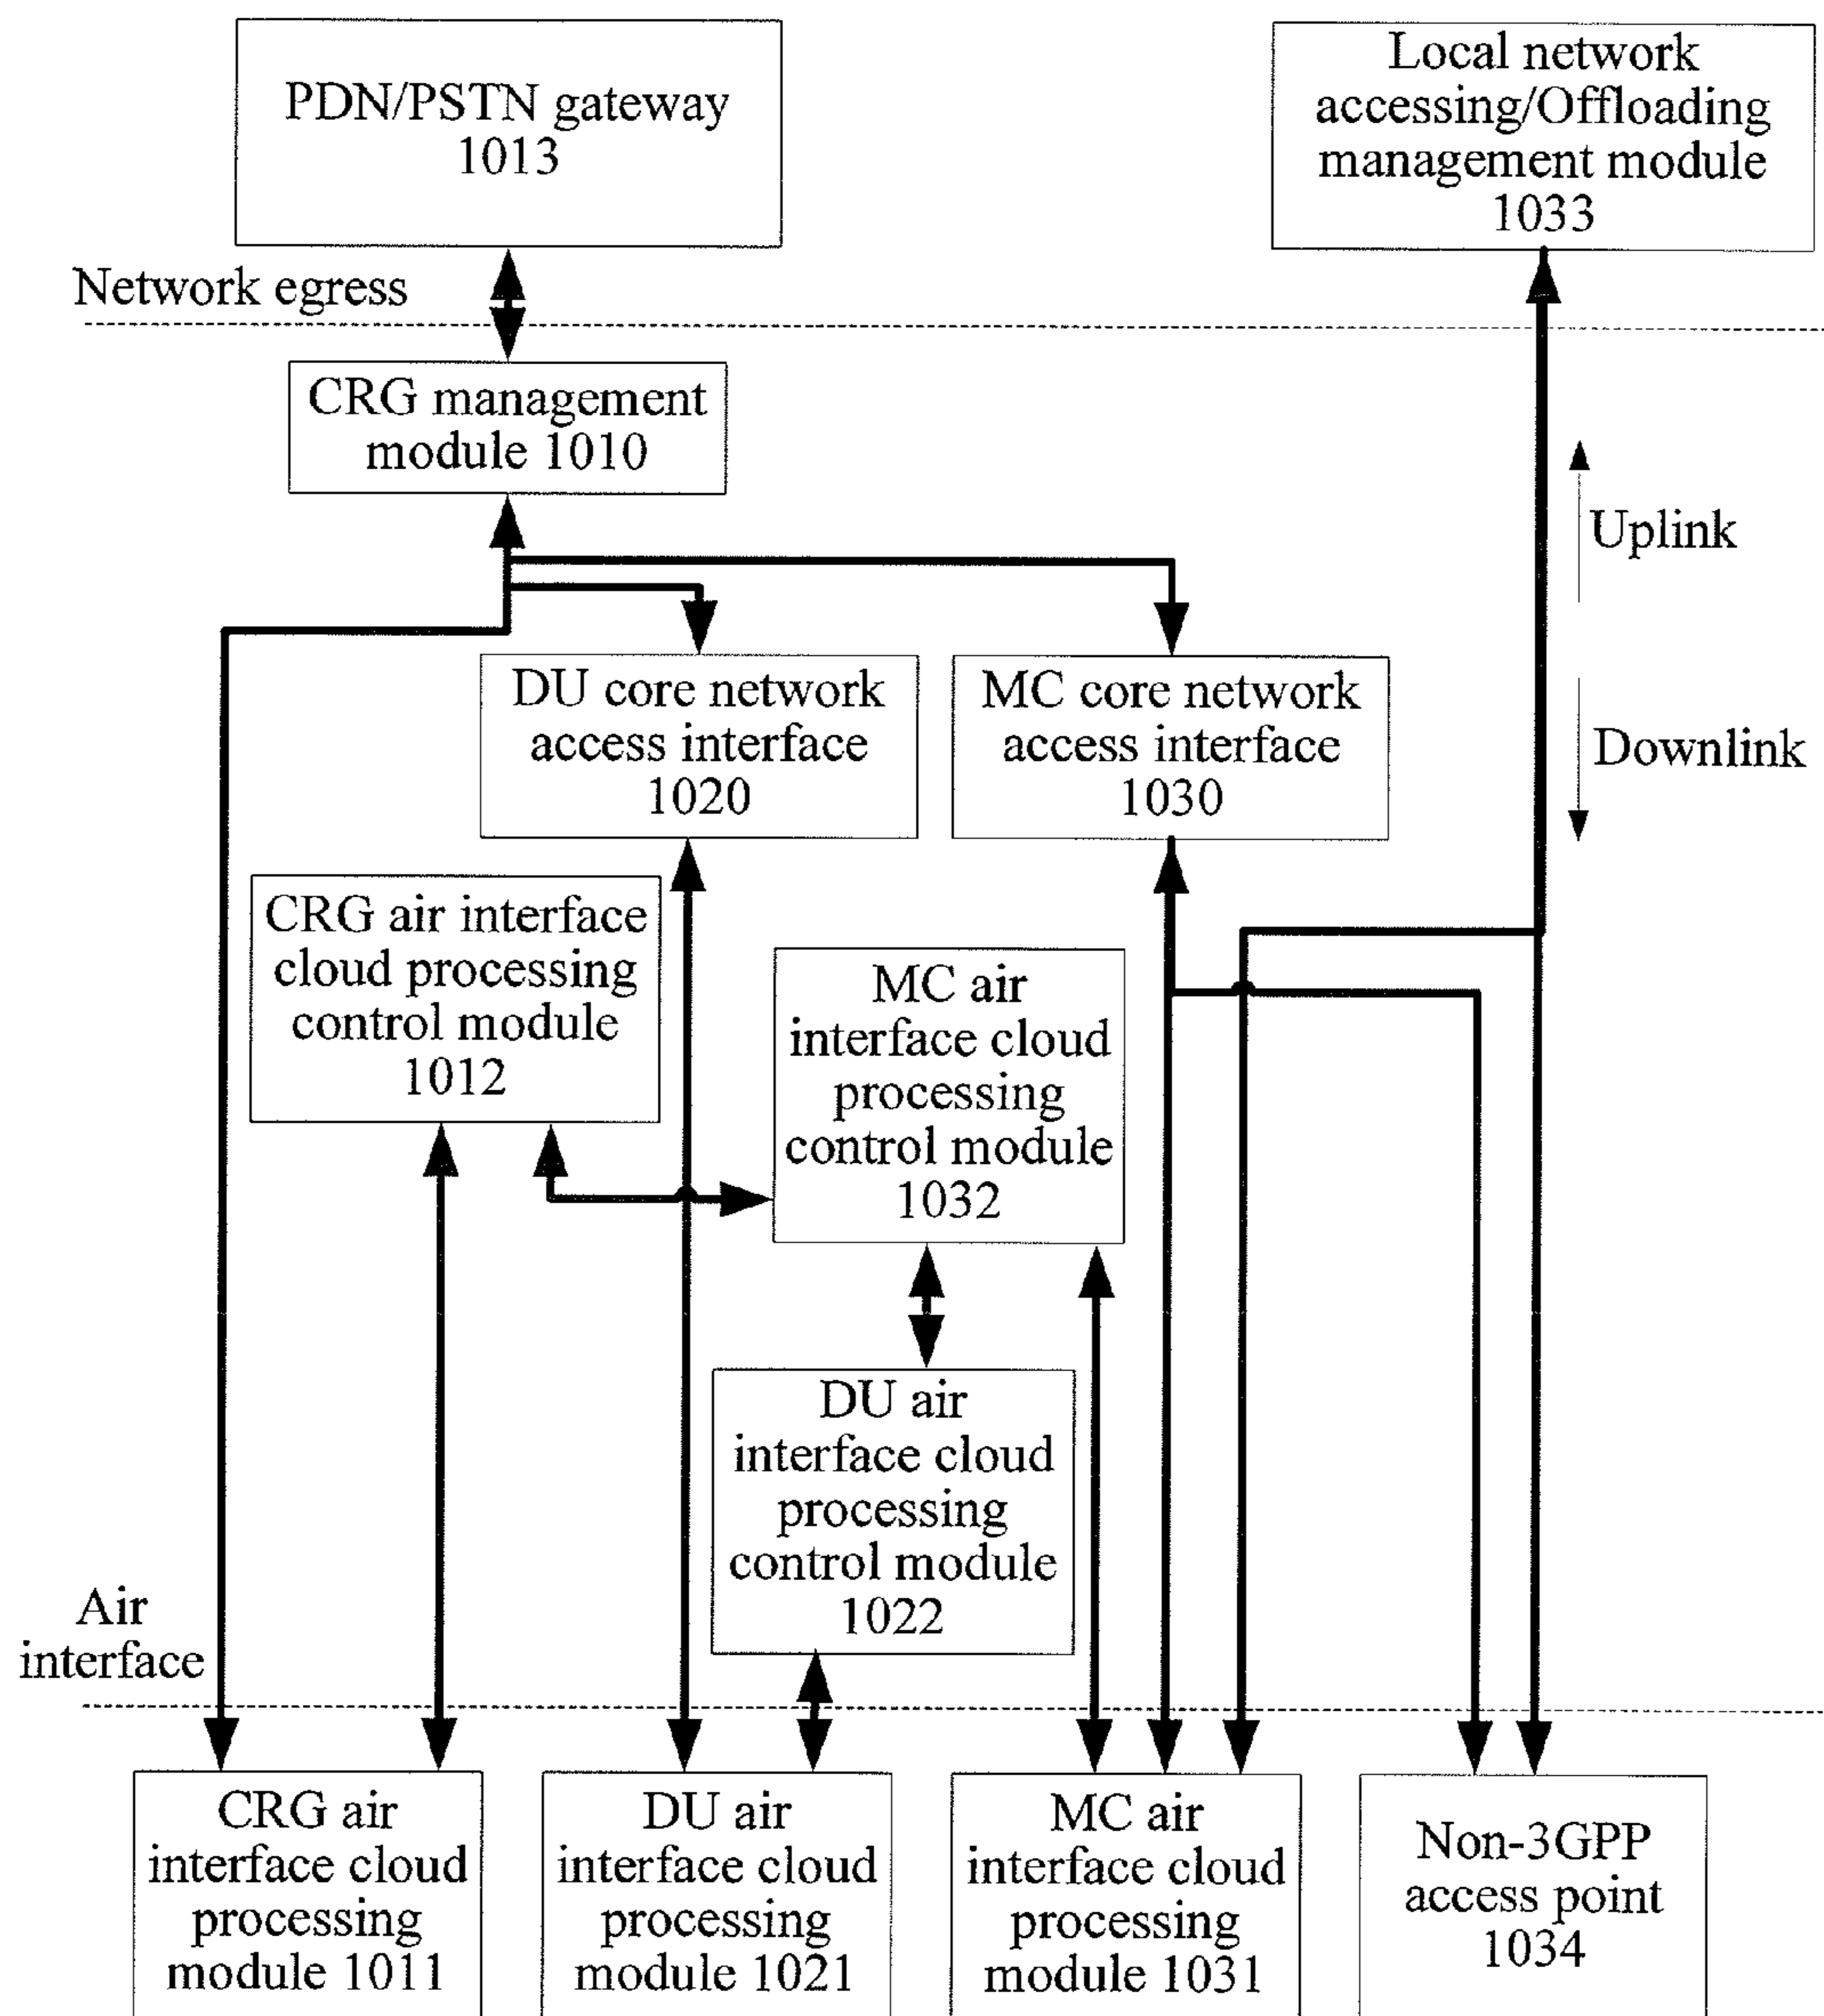 PDN/PSTN gateway
1013
Local network
accessing/Offloading
management module
1033
Network egress
CRG management
module 1010
Uplink
DU core network
access interface
1020
MC core network
access interface
1030
Downlink
CRG air interface
cloud processing
control module
1012
MC air
interface cloud
processing
control module
1032
DU air
interface cloud
processing
control module
1022
Air
interface
CRG air
interface cloud
processing
module 1011
DU air
interface cloud
processing
module 1021
MC air
interface cloud
processing
module 1031
Non-3GPP
access point
1034